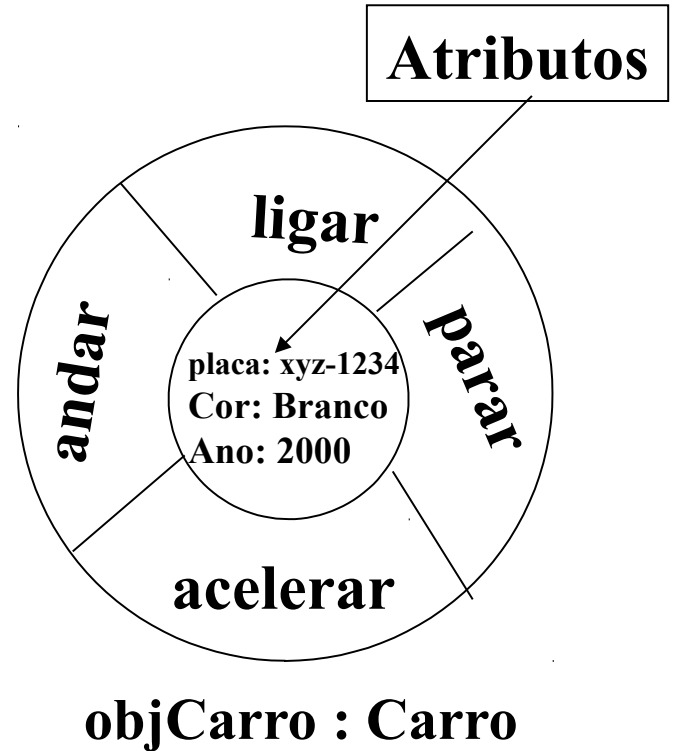 Atributos
ligar
andar
parar
placa: xyz-1234
Cor: Branco
Ano: 2000
acelerar
objCarro : Carro